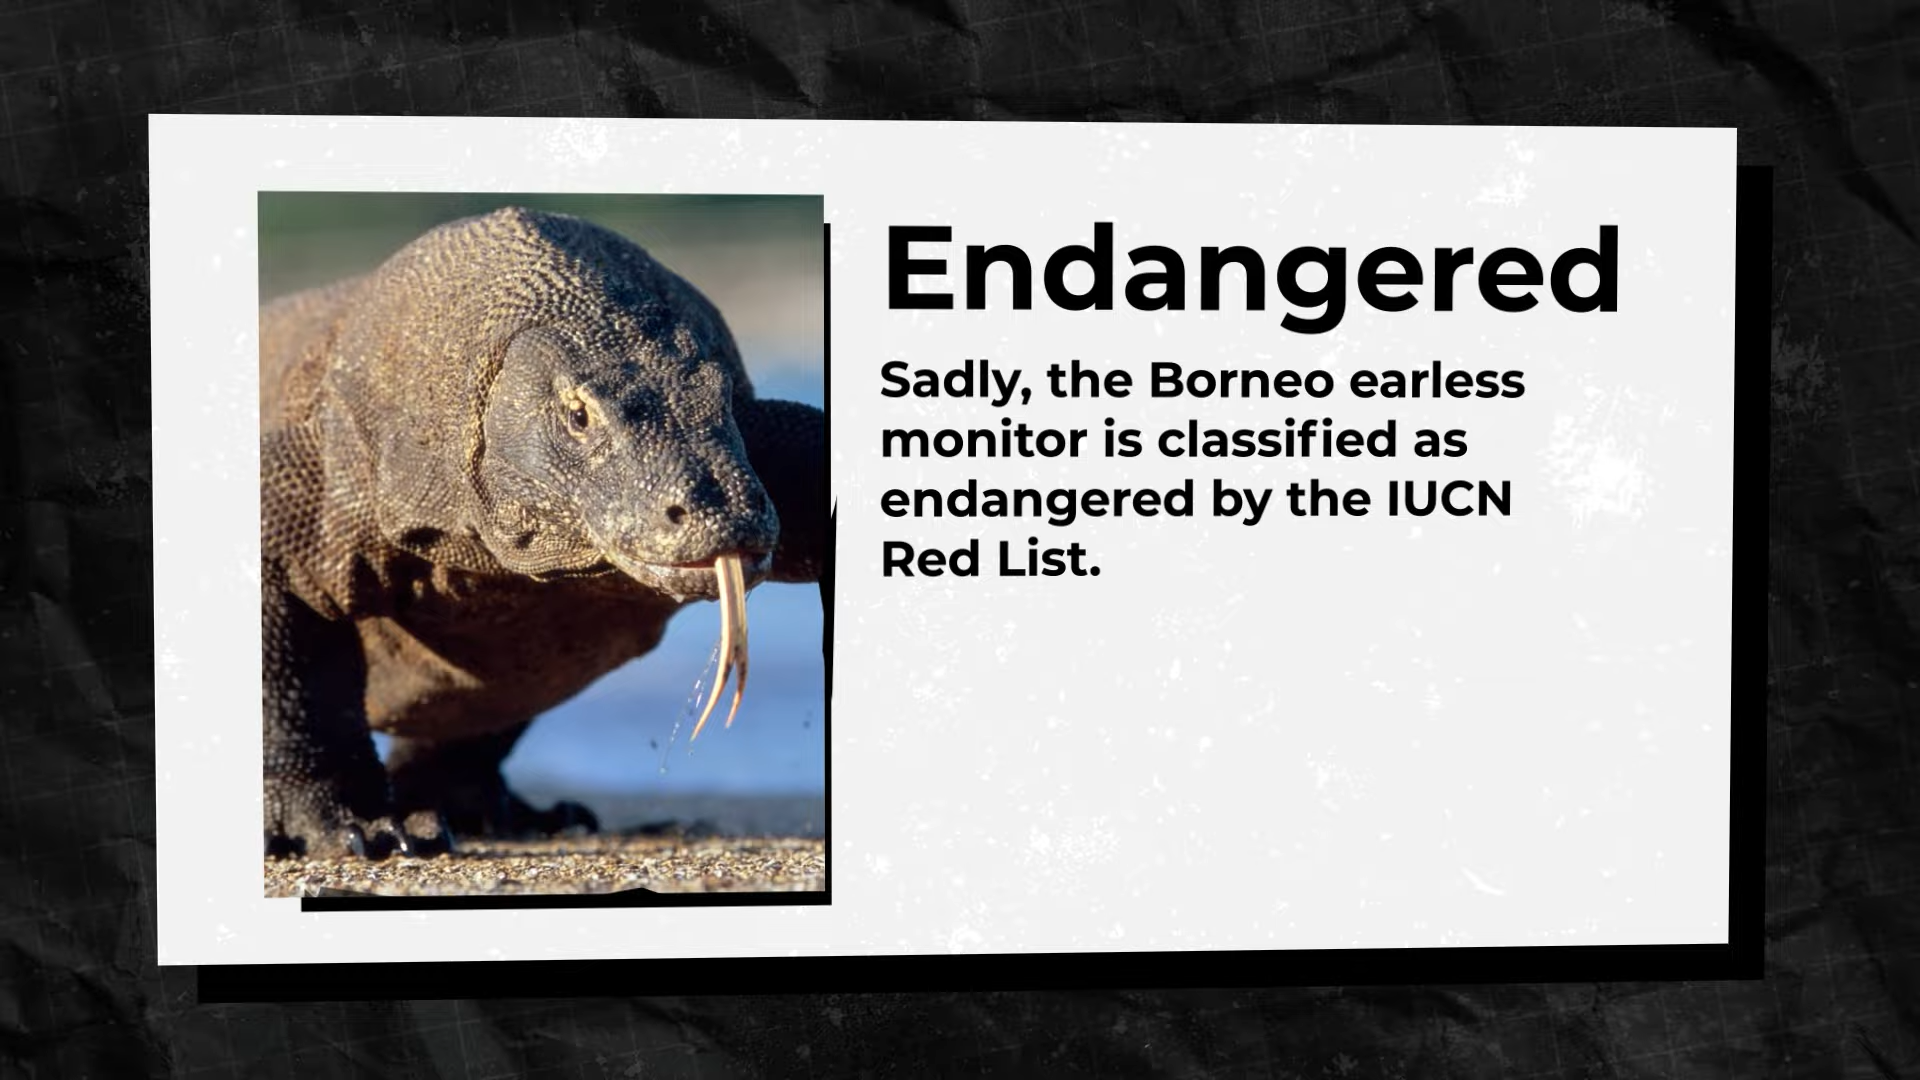 Endangered
Sadly, the Borneo earless
monitor is classified as
endangered by the IUCN
Red List.